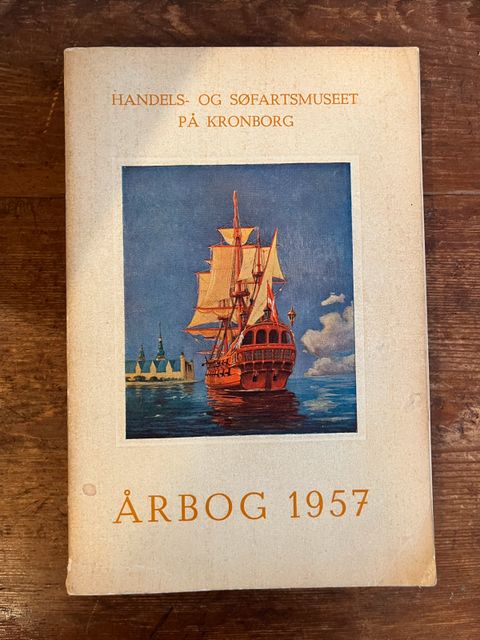 HANDELS- OG SØFARTSMUSEET
PÅ KRONBORG
ÅRBOG 1957